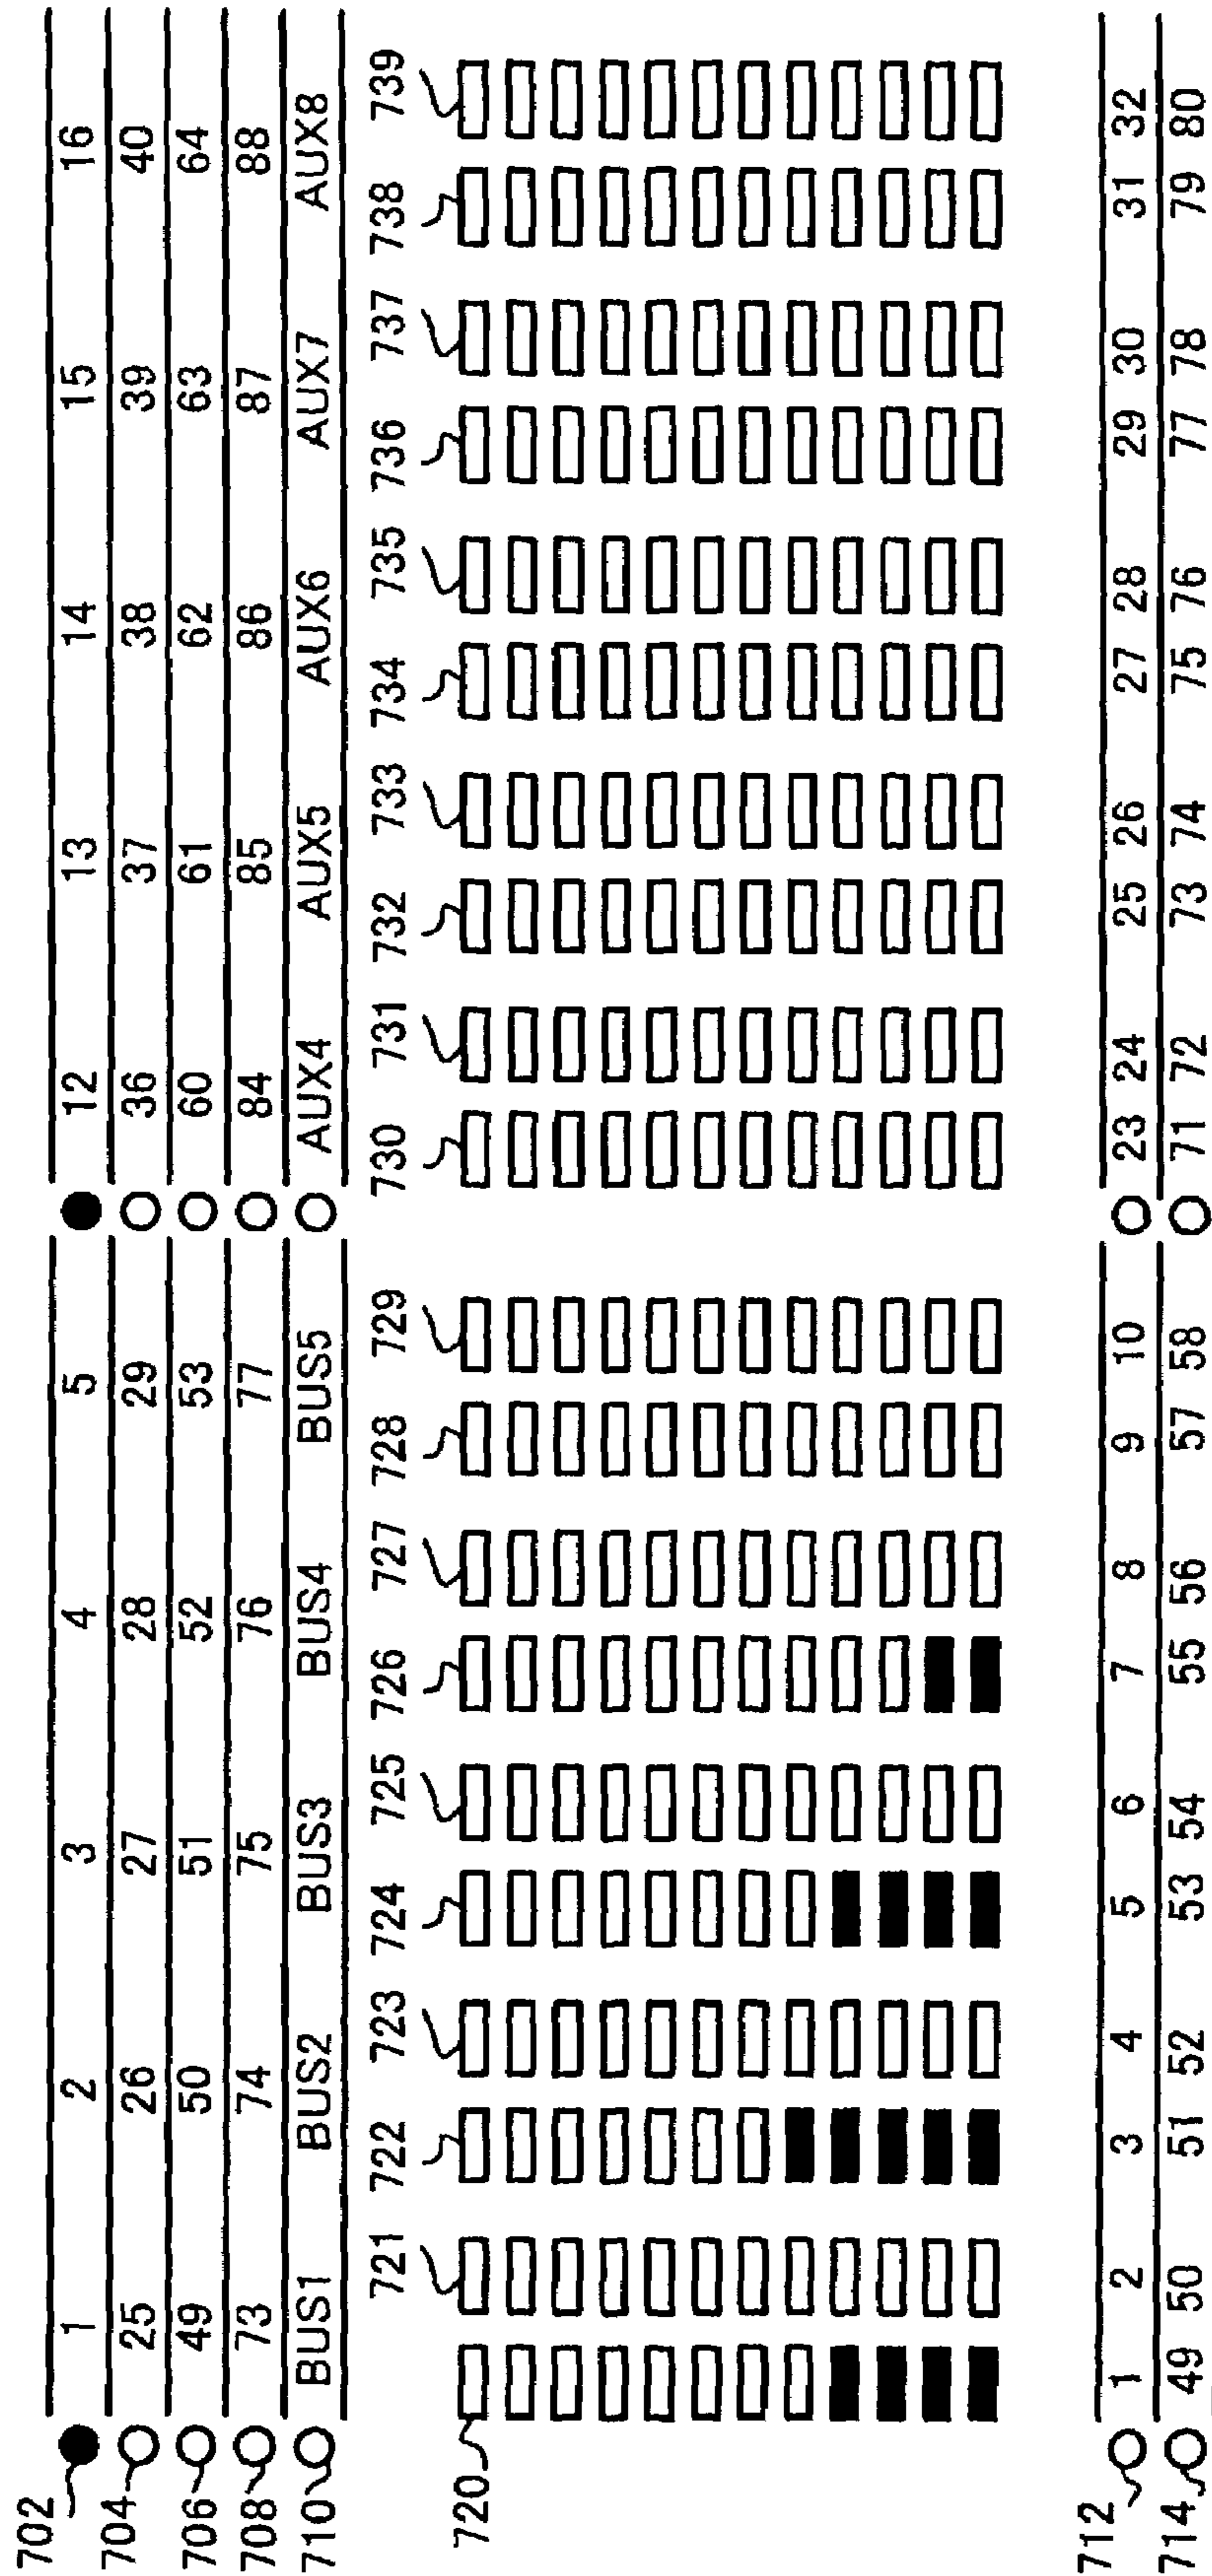 702 1 2 3 4 5 12 13 14 15 16
704 25 26 27 28 29 36 37 38 39 40
706 49 50 51 52 53 60 61 62 63 64
708 73 74 75 76 77 84 85 86 87 88
710 BUS1 BUS2 BUS3 BUS4 BUS5 AUX4 AUX5 AUX6 AUX7 AUX8
721 722 723 724 725 726 727 728 729 730 731 732 733 734 735 736 737 738 739
720
712 1 2 3 4 5 6 7 8 9 10 23 24 25 26 27 28 29 30 31 32
714 49 50 51 52 53 54 55 56 57 58 71 72 73 74 75 76 77 78 79 80